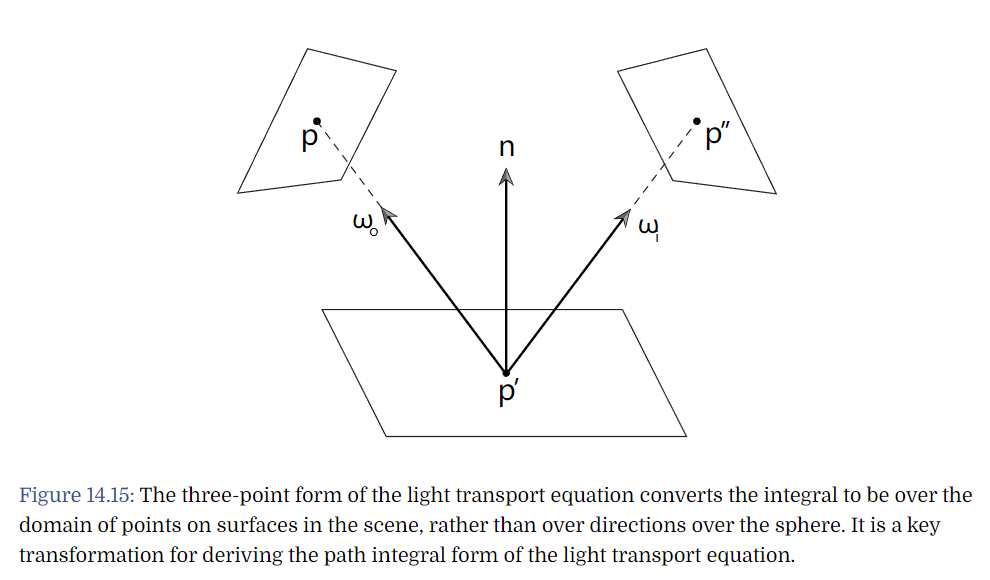 p
p″
n
ωo
ωi
p′
Figure 14.15: The three-point form of the light transport equation converts the integral to be over the
domain of points on surfaces in the scene, rather than over directions over the sphere. It is a key
transformation for deriving the path integral form of the light transport equation.